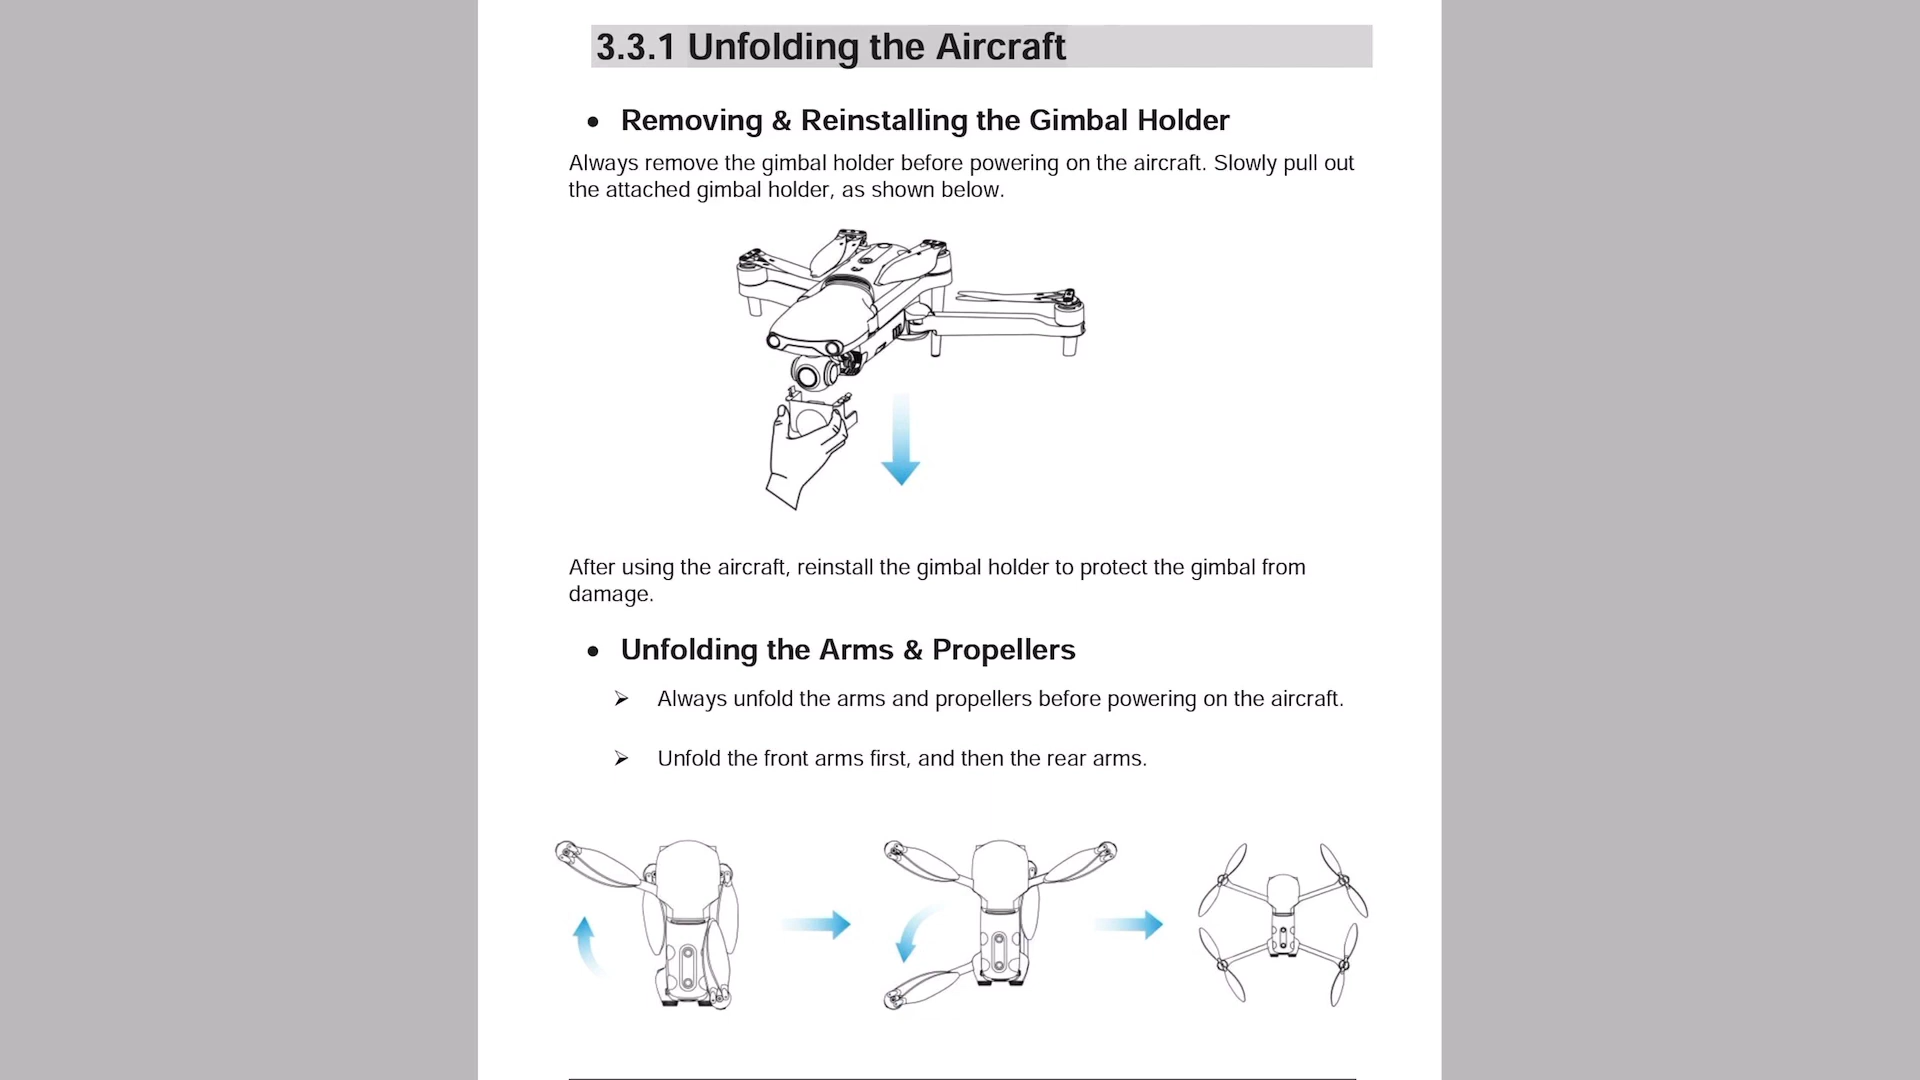 3.3.1 Unfolding the Aircraft
• Removing & Reinstalling the Gimbal Holder
Always remove the gimbal holder before powering on the aircraft. Slowly pull out
the attached gimbal holder, as shown below.
After using the aircraft, reinstall the gimbal holder to protect the gimbal from
damage.
• Unfolding the Arms & Propellers
➢ Always unfold the arms and propellers before powering on the aircraft.
➢ Unfold the front arms first, and then the rear arms.